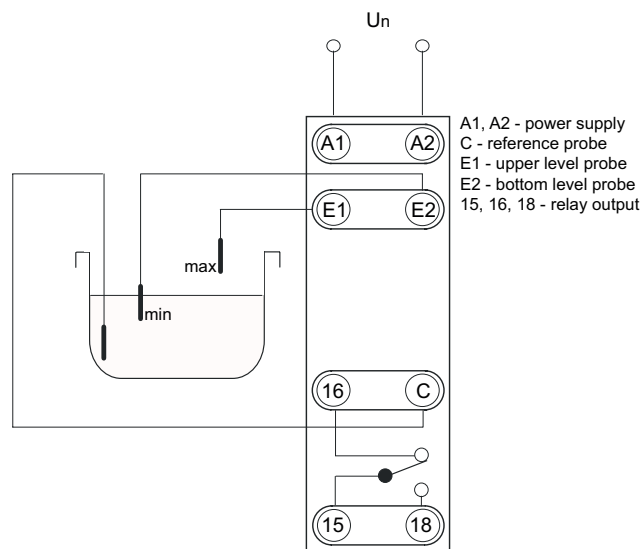 Un
A1 A2
A1, A2 - power supply
C - reference probe
E1 - upper level probe
E2 - bottom level probe
15, 16, 18 - relay output
E1 E2
max
min
16 C
15 18